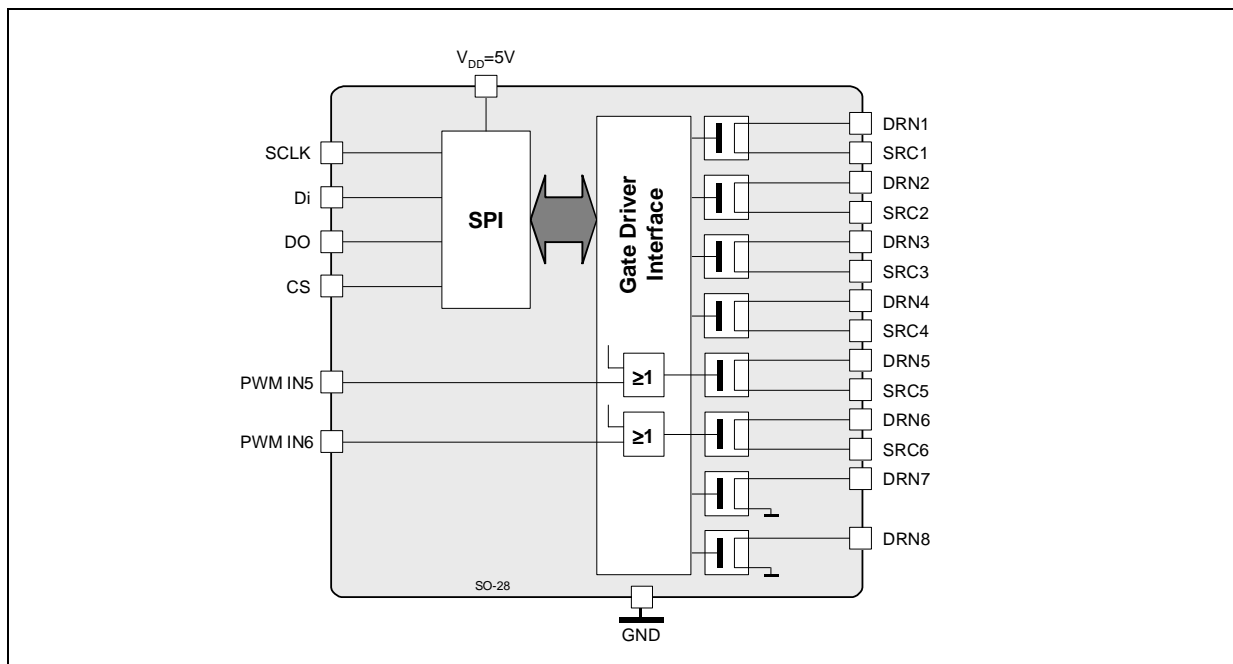 V_DD=5V
SCLK
Di
DO
CS
PWM IN5
PWM IN6
SPI
Gate Driver
Interface
≥1
≥1
DRN1
SRC1
DRN2
SRC2
DRN3
SRC3
DRN4
SRC4
DRN5
SRC5
DRN6
SRC6
DRN7
DRN8
SO-28
GND